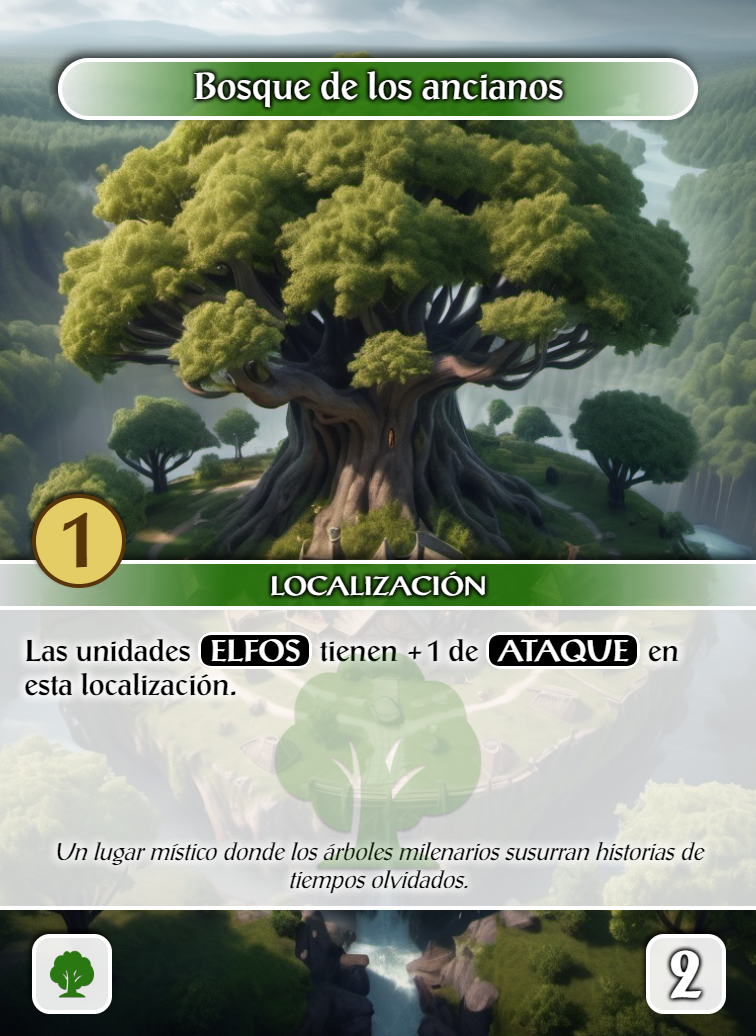 Bosque de los ancianos
1
LOCALIZACIÓN
Las unidades ELFOS tienen +1 de ATAQUE en
esta localización.
Un lugar místico donde los árboles milenarios susurran historias de
tiempos olvidados.
2